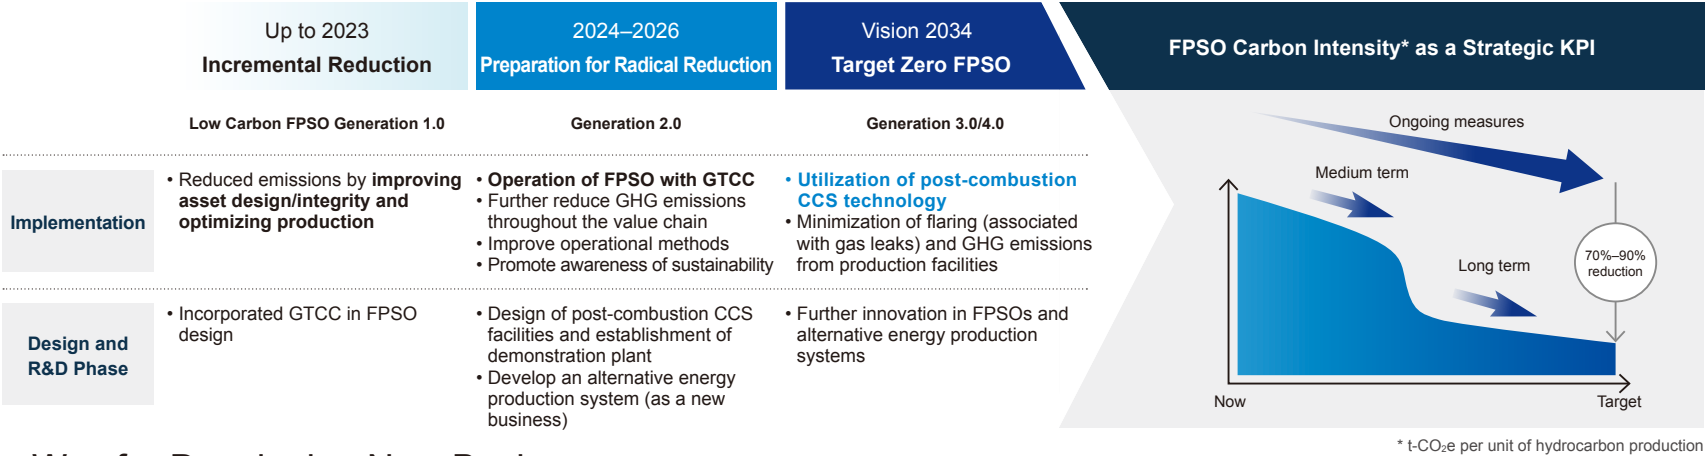 Up to 2023
Incremental Reduction
2024–2026
Preparation for Radical Reduction
Vision 2034
Target Zero FPSO
FPSO Carbon Intensity* as a Strategic KPI
Low Carbon FPSO Generation 1.0
Generation 2.0
Generation 3.0/4.0
Implementation
• Reduced emissions by improving
asset design/integrity and
optimizing production
• Operation of FPSO with GTCC
• Further reduce GHG emissions
throughout the value chain
• Improve operational methods
• Promote awareness of sustainability
• Utilization of post-combustion
CCS technology
• Minimization of flaring (associated
with gas leaks) and GHG emissions
from production facilities
Design and
R&D Phase
• Incorporated GTCC in FPSO
design
• Design of post-combustion CCS
facilities and establishment of
demonstration plant
• Develop an alternative energy
production system (as a new
business)
• Further innovation in FPSOs and
alternative energy production
systems
Ongoing measures
Medium term
Long term
70%–90%
reduction
Now
Target
* t-CO₂e per unit of hydrocarbon production